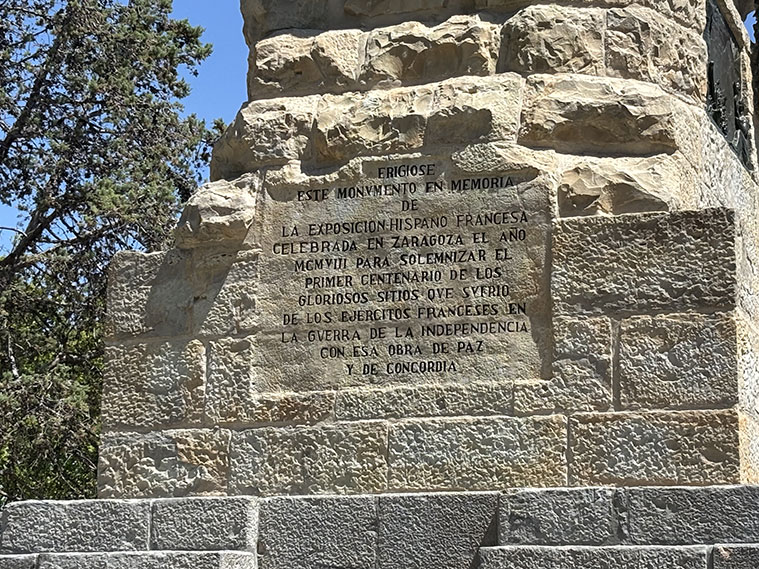 ERIGIOSE
ESTE MONVMENTO EN MEMORIA
DE
LA EXPOSICION-HISPANO FRANCESA
CELEBRADA EN ZARAGOZA EL AÑO
MCMVIII PARA SOLEMNIZAR EL
PRIMER CENTENARIO DE LOS
GLORIOSOS SITIOS QVE SVFRIO
DE LOS EJERCITOS FRANCESES EN
LA GVERRA DE LA INDEPENDENCIA
CON ESA OBRA DE PAZ
Y DE CONCORDIA